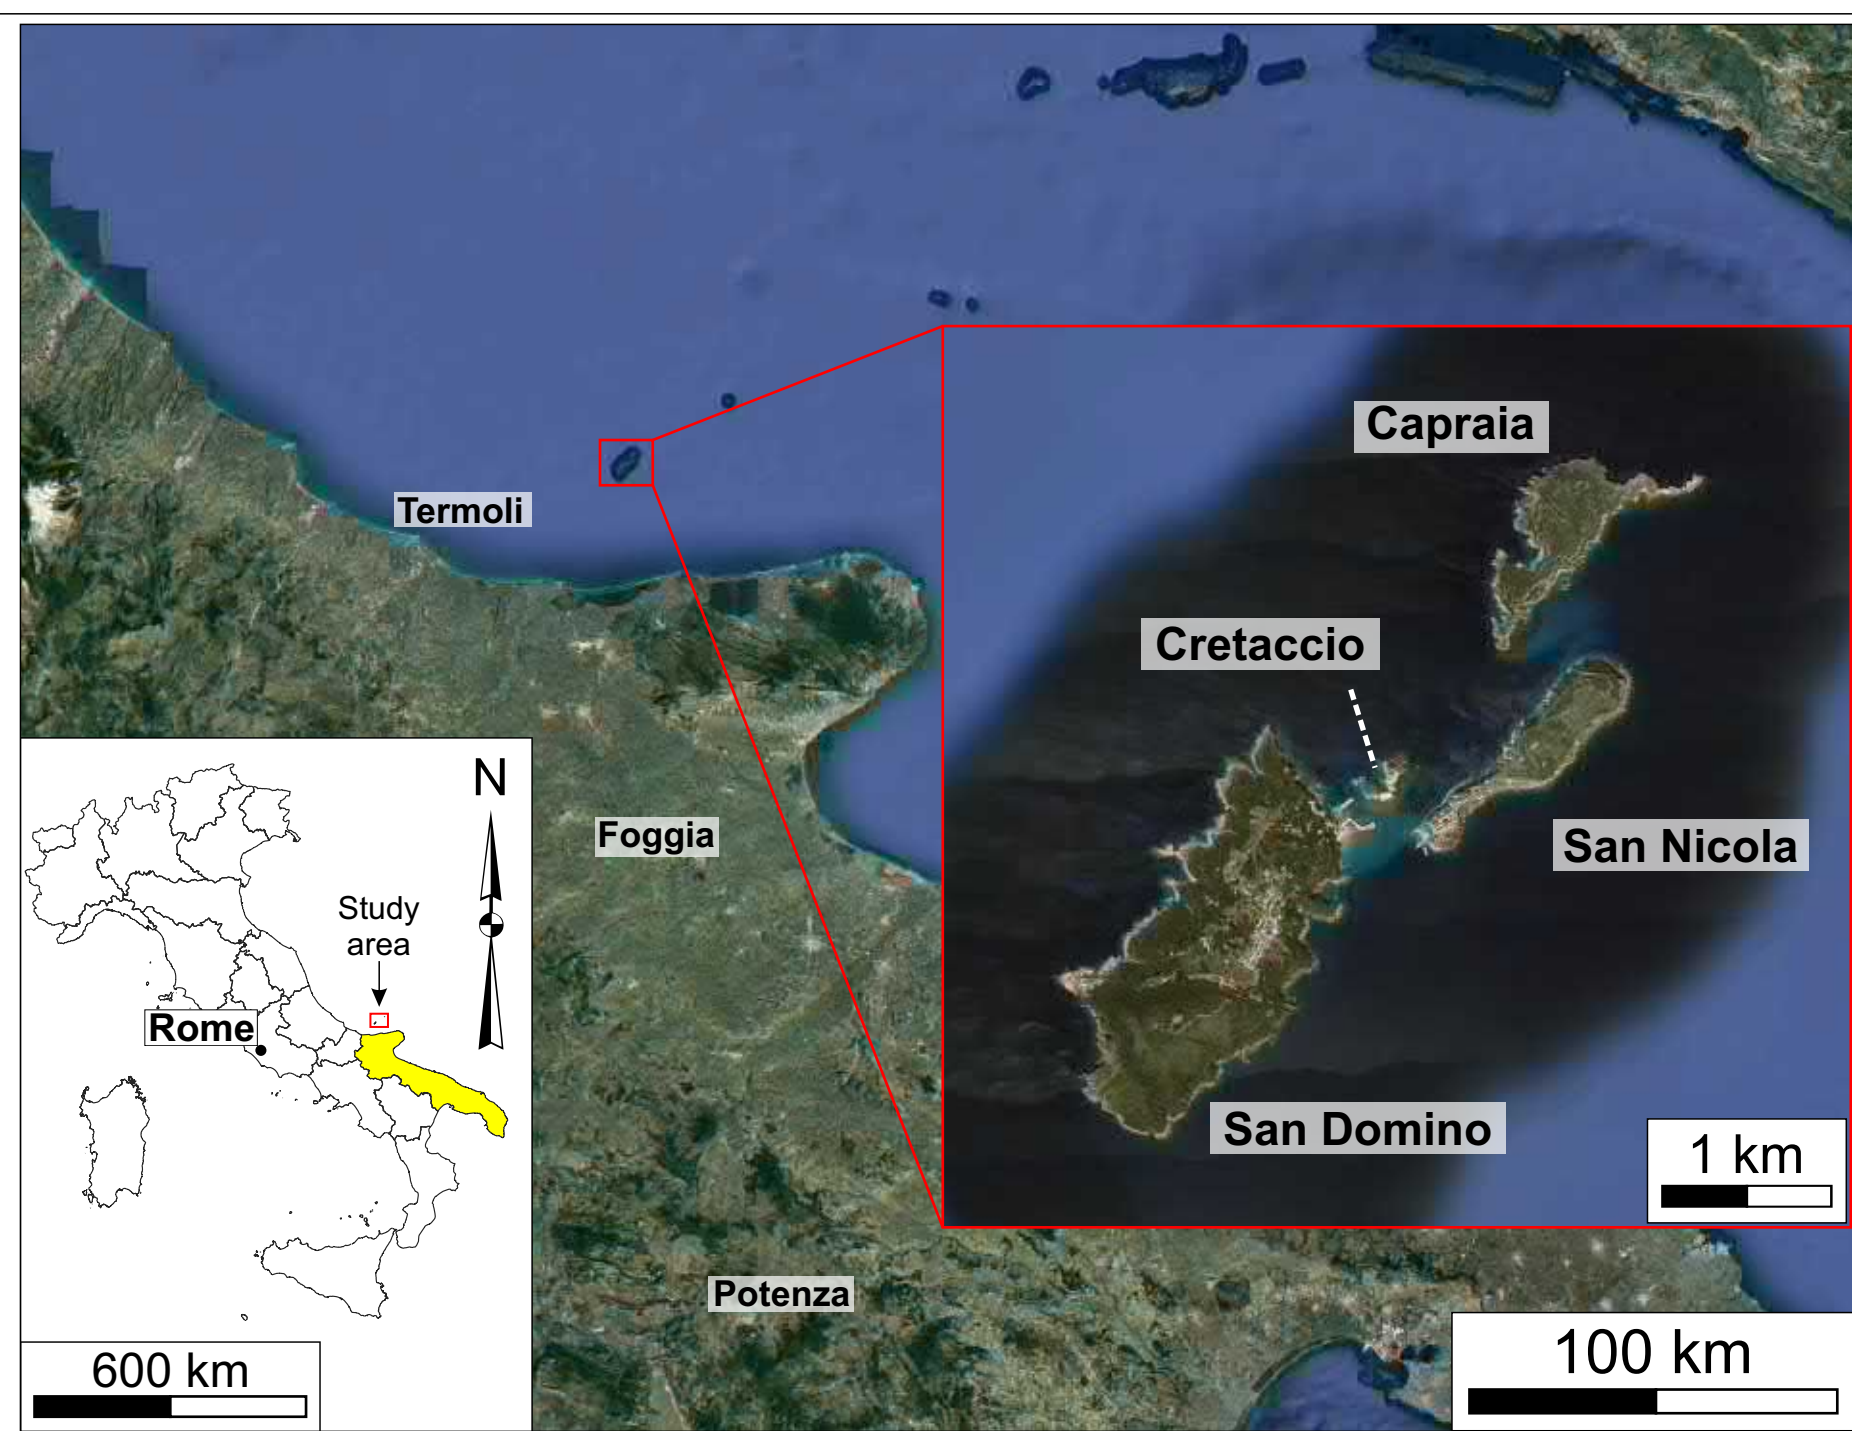 Capraia
Termoli
Cretaccio
N
Foggia
San Nicola
Study
area
Rome
San Domino
1 km
Potenza
600 km
100 km